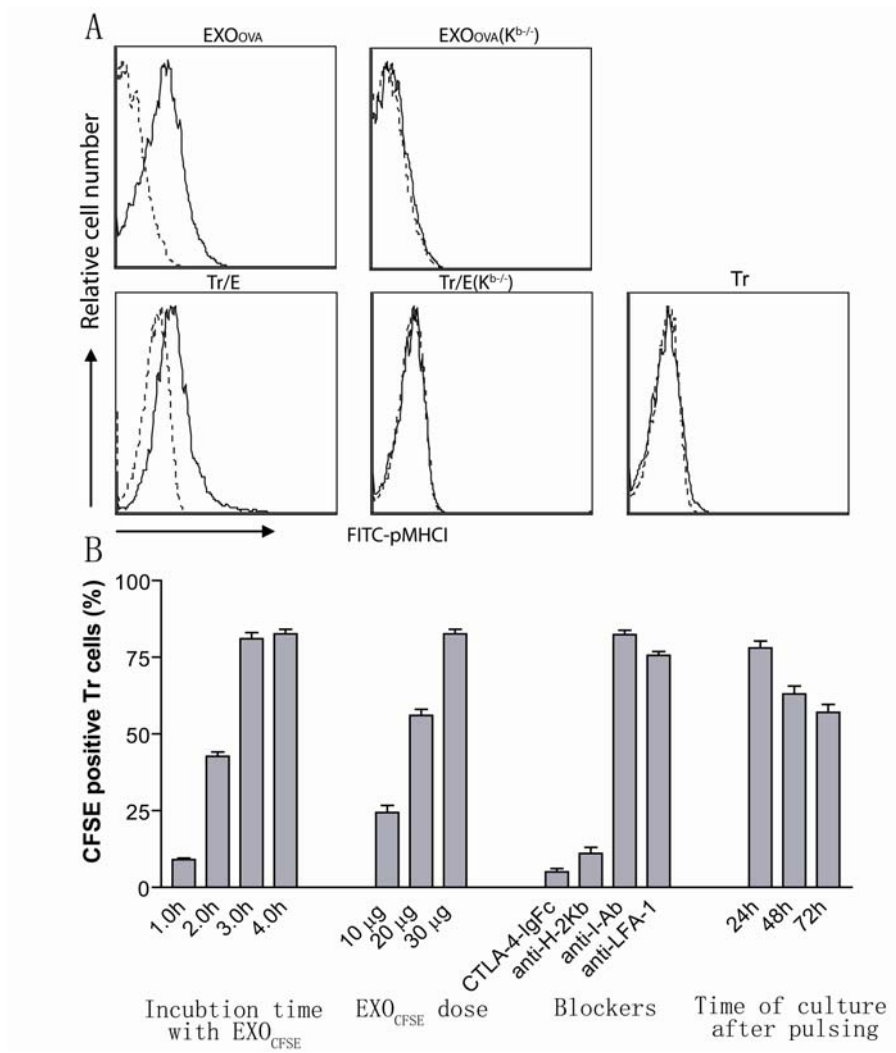 A
EXOOVA
EXOOVA(Kb-/-)
Relative cell number
Tr/E
Tr/E(Kb-/-)
Tr
FITC-pMHCI
B
CFSE positive Tr cells (%)
100
75
50
25
0
1.0h
2.0h
3.0h
4.0h
10 µg
20 µg
30 µg
CTLA-4-IgFc
anti-H-2Kb
anti-I-Ab
anti-LFA-1
24h
48h
72h
Incubtion time
with EXOCFSE
EXOCFSE dose
Blockers
Time of culture
after pulsing